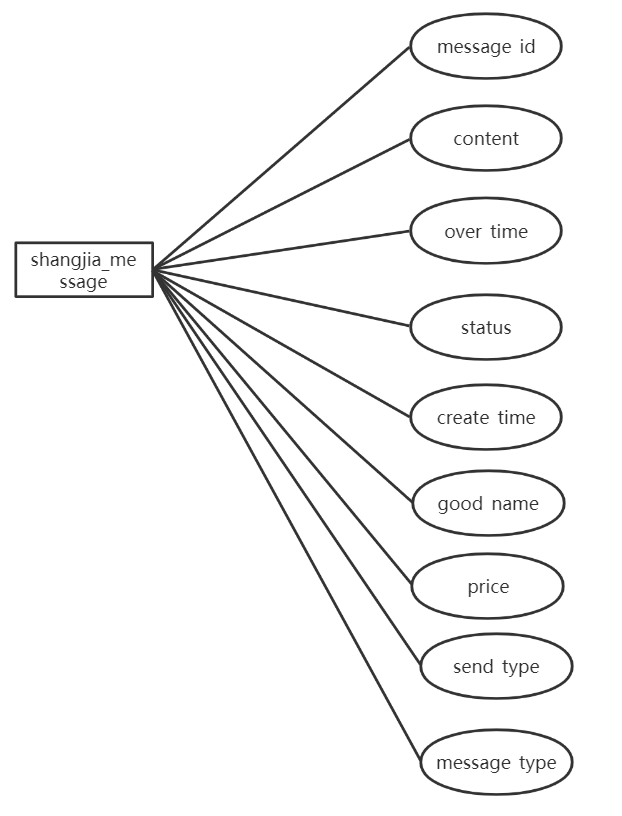 message id
content
over time
shangjia_me
ssage
status
create time
good name
price
send type
message type